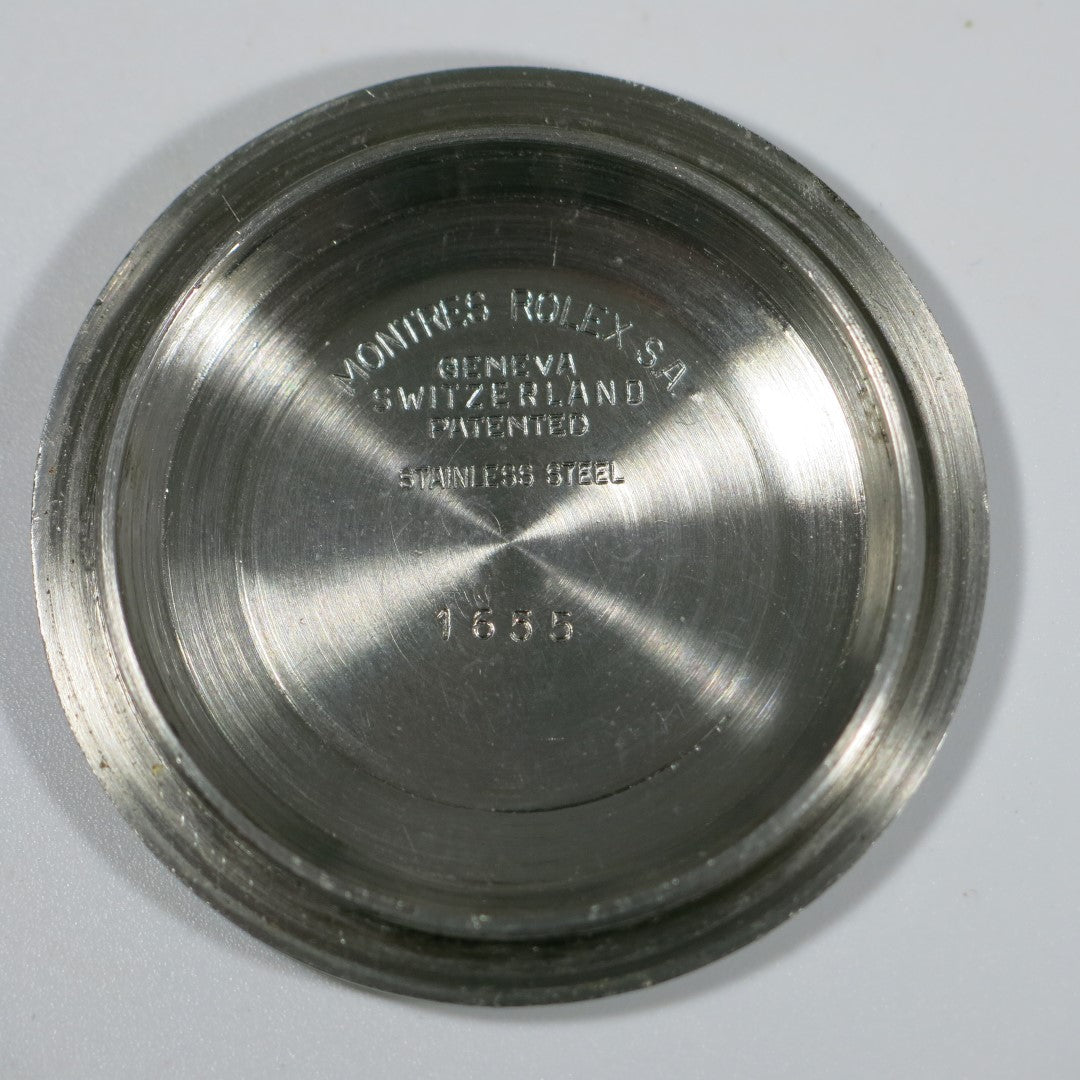 MONTRES ROLEX S.A.
GENEVA
SWITZERLAND
PATENTED
STAINLESS STEEL
1655